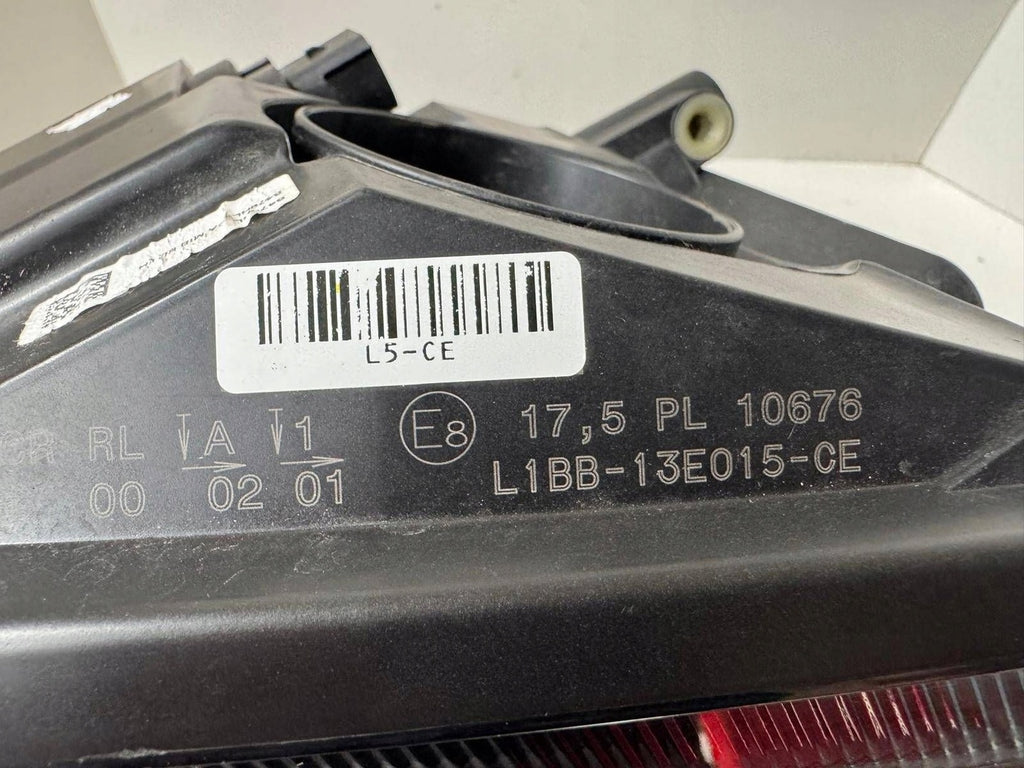 L5-CE
CR RL A 1 E8 17,5 PL 10676
00 02 01 L1BB-13E015-CE